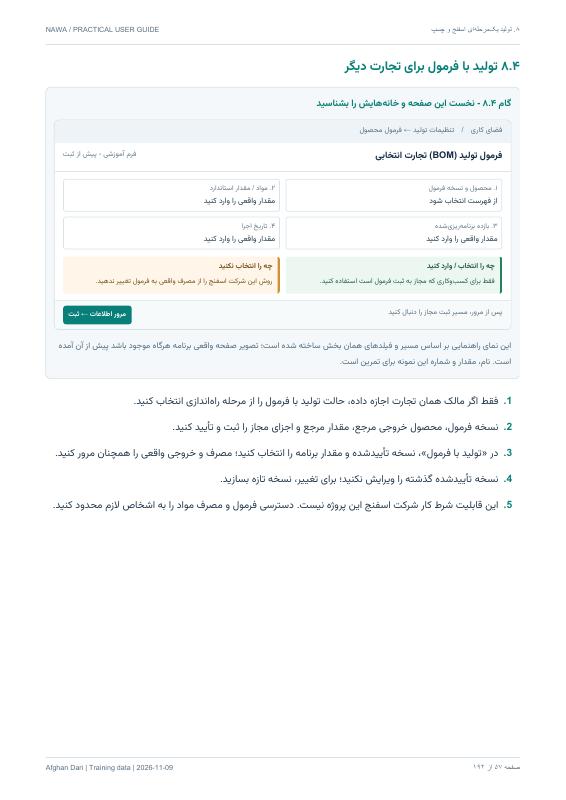 ۸. تولید یک‌مرحله‌ای اسفنج و چسپ
NAWA / PRACTICAL USER GUIDE
۸.۴ تولید با فرمول برای تجارت دیگر
گام ۸.۴ - نخست این صفحه و خانه‌هایش را بشناسید
فضای کاری / تنظیمات تولید ← فرمول محصول
فرمول تولید (BOM) تجارت انتخابی
فرم آموزشی - پیش از ثبت
۱. محصول و نسخه فرمول
از فهرست انتخاب شود
۲. مواد / مقدار استاندارد
مقدار واقعی را وارد کنید
۳. بازده برنامه‌ریزی‌شده
مقدار واقعی را وارد کنید
۴. تاریخ اجرا
مقدار واقعی را وارد کنید
چه را انتخاب / وارد کنید
فقط برای کسب‌وکاری که مجاز به ثبت فرمول است استفاده کنید.
چه را انتخاب نکنید
روش این شرکت اسفنج را از مصرف واقعی به فرمول تغییر ندهید.
پس از مرور، مسیر ثبت مجاز را دنبال کنید
مرور اطلاعات ← ثبت
این نمای راهنمایی بر اساس مسیر و فیلدهای همان بخش ساخته شده است؛ تصویر صفحه واقعی برنامه هرگاه موجود باشد پیش از آن آمده
است. نام، مقدار و شماره این نمونه برای تمرین است.
1. فقط اگر مالک همان تجارت اجازه داده، حالت تولید با فرمول را از مرحله راه‌اندازی انتخاب کنید.
2. نسخه فرمول، محصول خروجی مرجع، مقدار مرجع و اجزای مجاز را ثبت و تأیید کنید.
3. در «تولید با فرمول»، نسخه تأییدشده و مقدار برنامه را انتخاب کنید؛ مصرف و خروجی واقعی را همچنان مرور کنید.
4. نسخه تأییدشده گذشته را ویرایش نکنید؛ برای تغییر، نسخه تازه بسازید.
5. این قابلیت شرط کار شرکت اسفنج این پروژه نیست. دسترسی فرمول و مصرف مواد را به اشخاص لازم محدود کنید.
صفحه ۵۷ از ۱۹۲
Afghan Dari | Training data | 2026-11-09